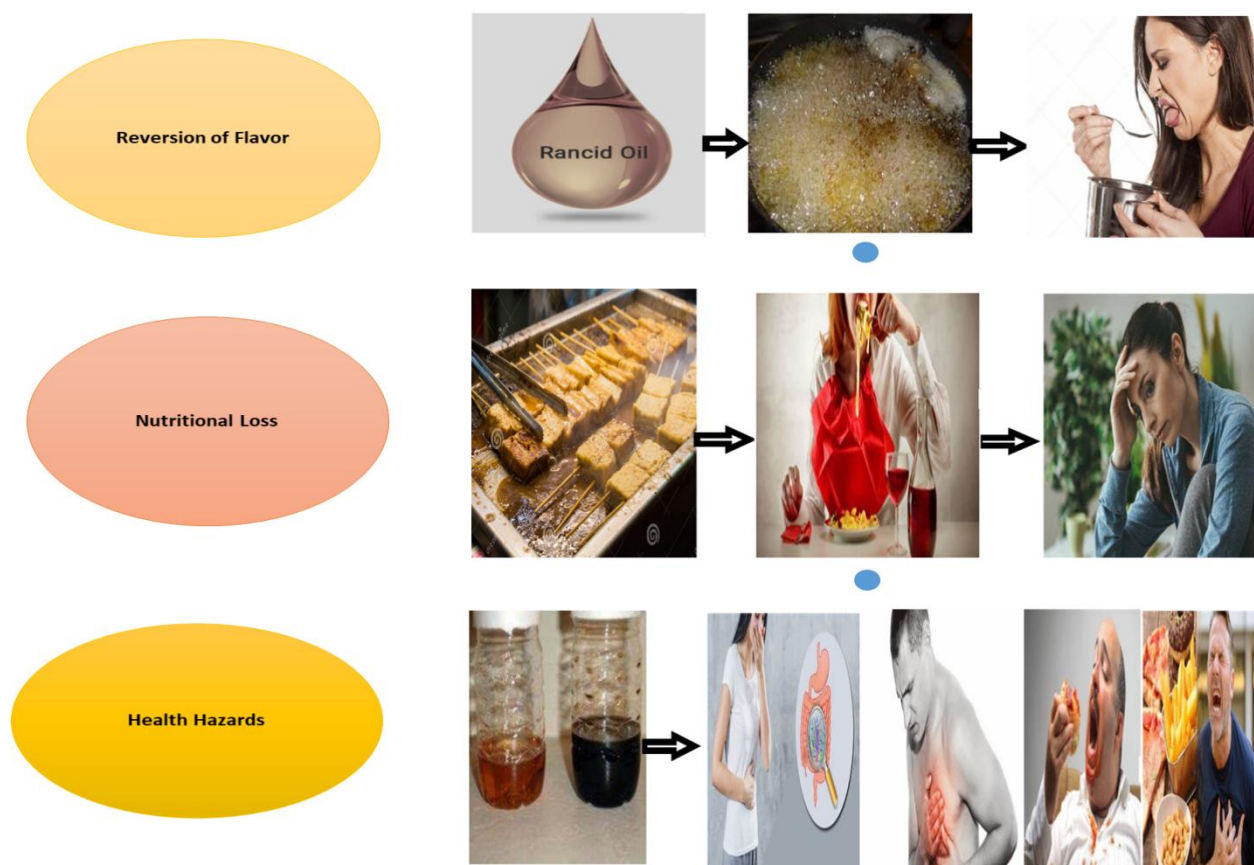 Reversion of Flavor
Rancid Oil
Nutritional Loss
Health Hazards